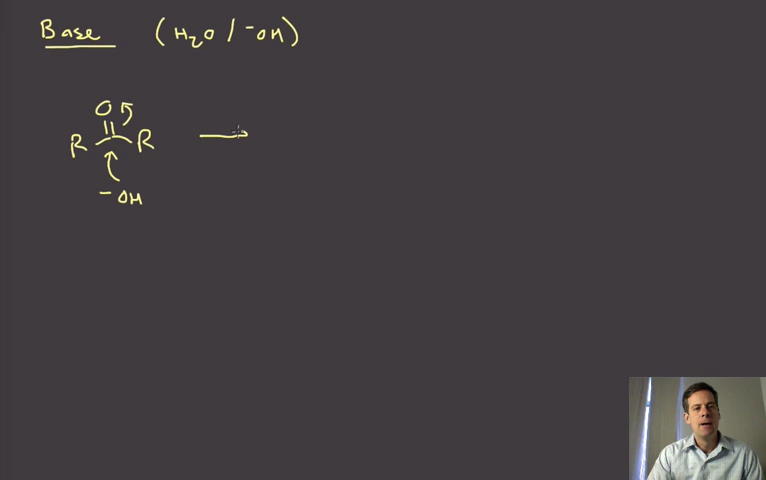 Base (H₂O / ⁻OH)
O
R R
⁻OH